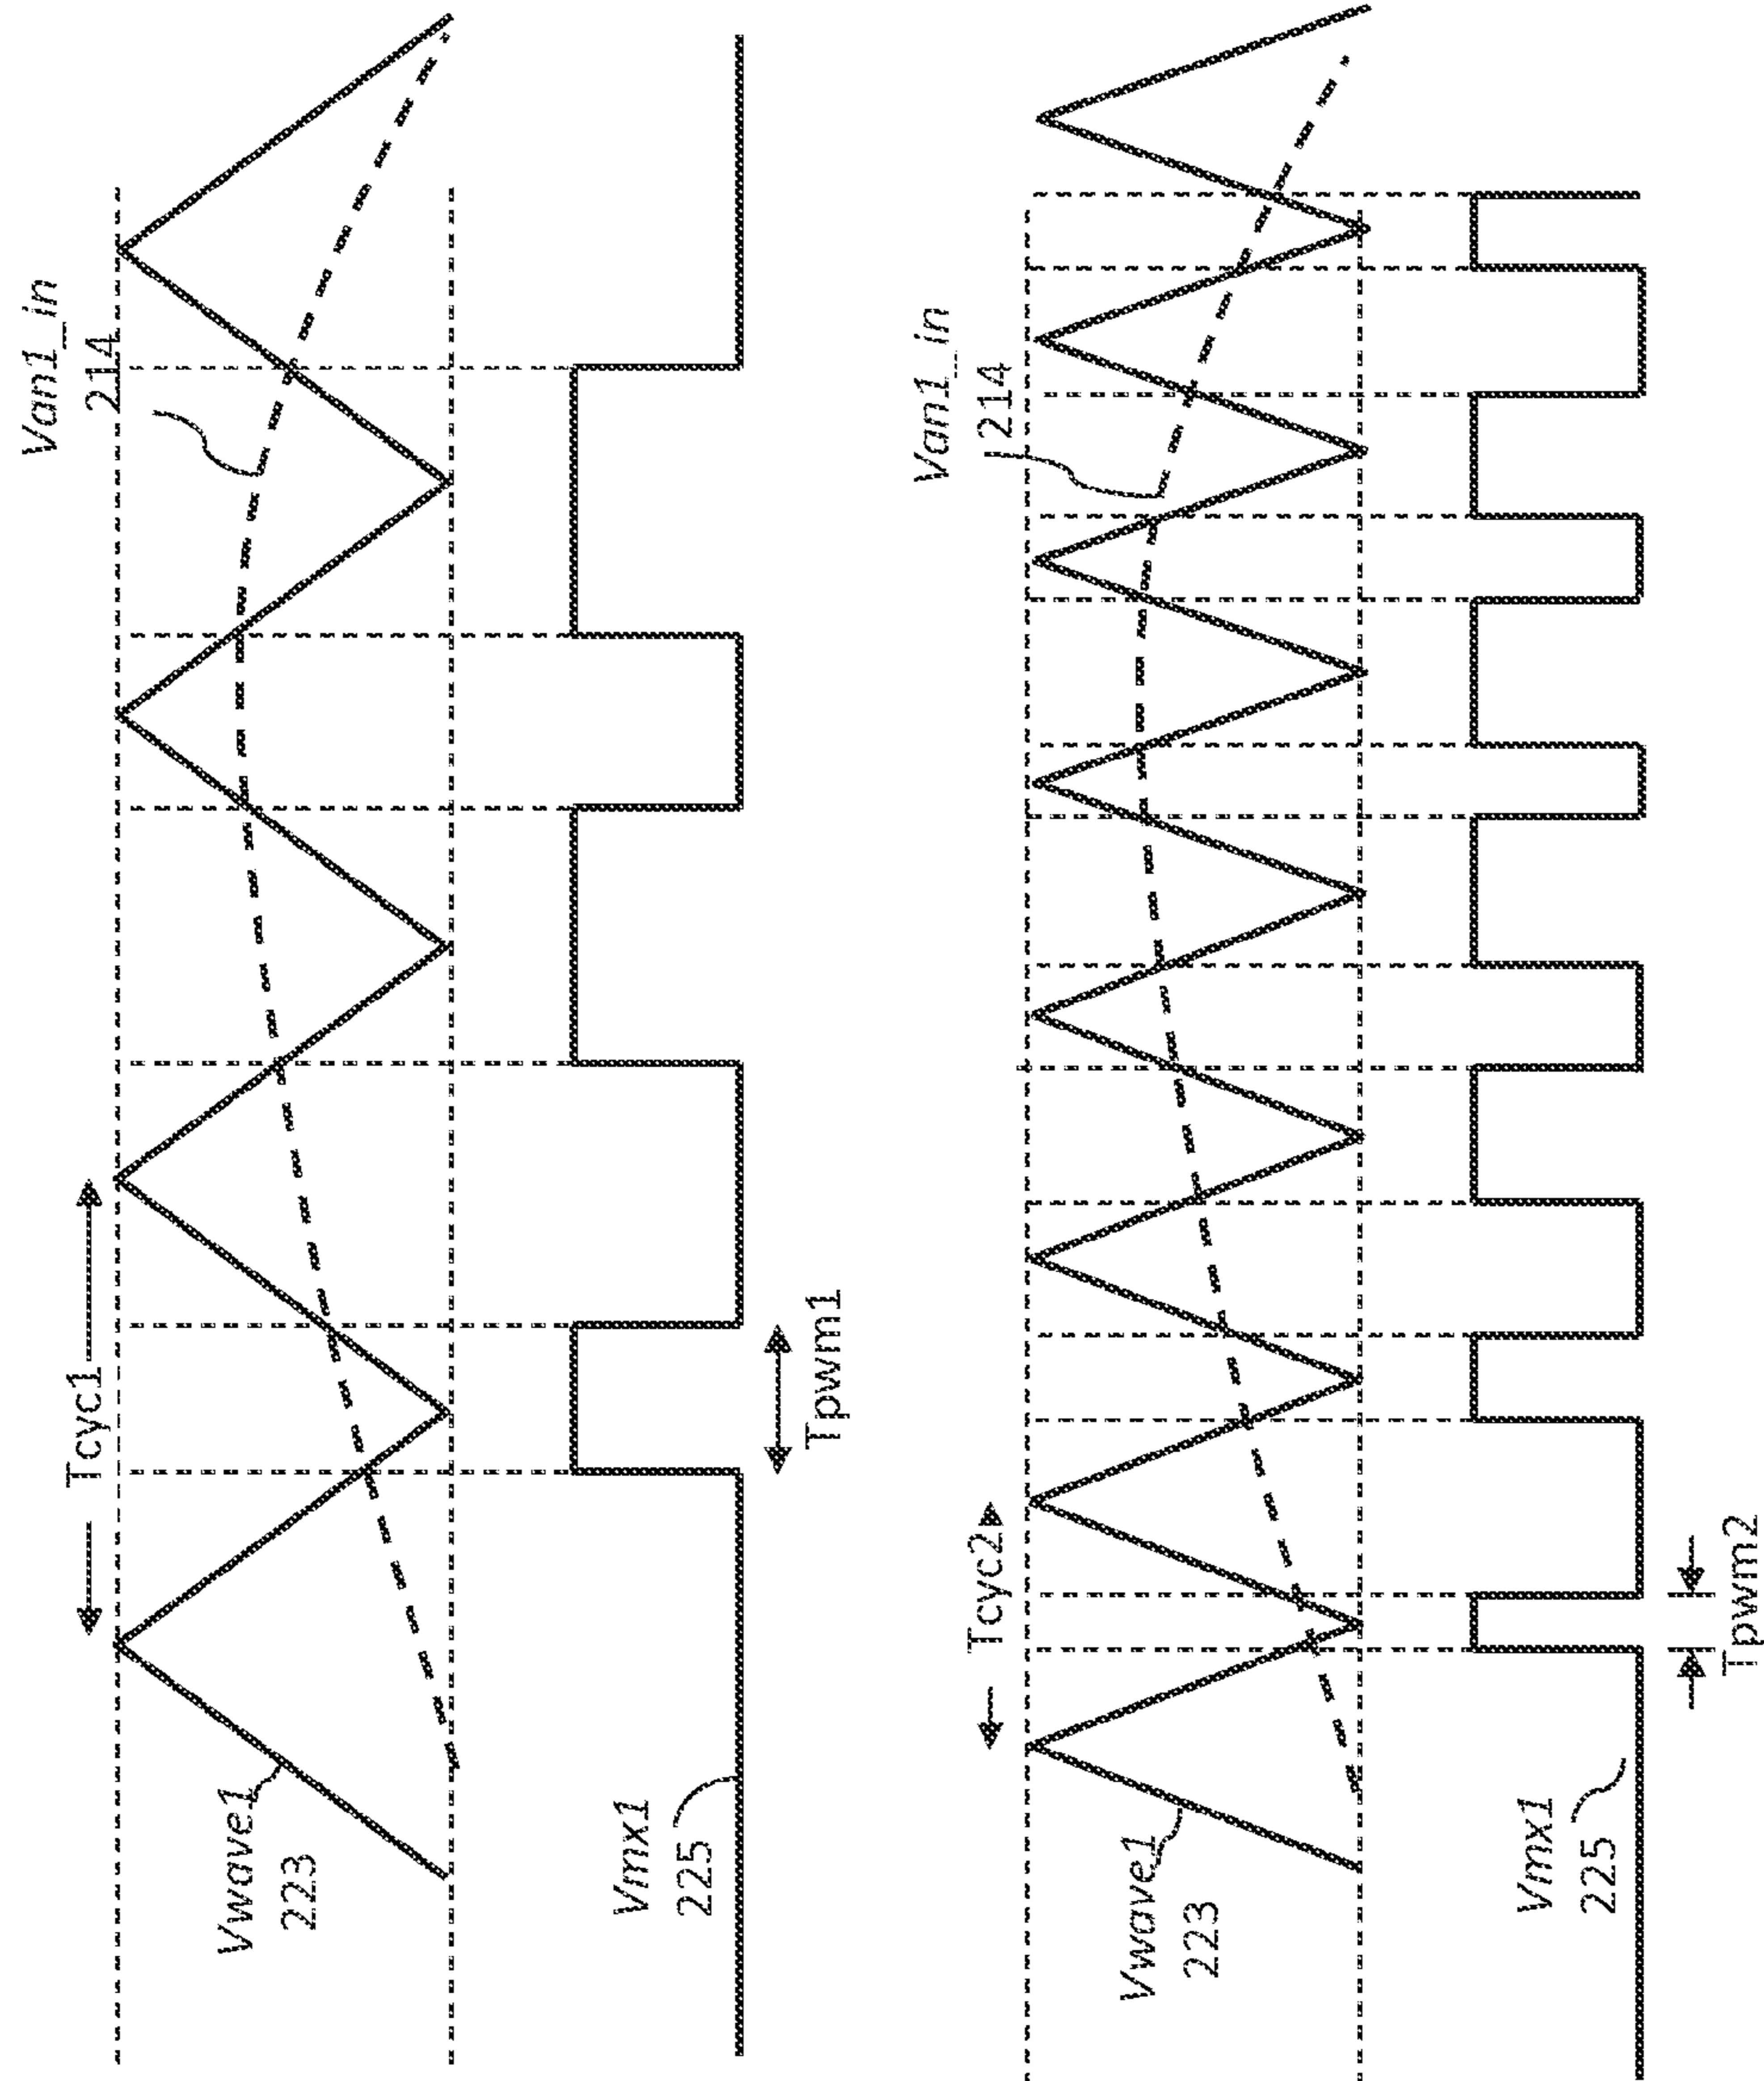 Tcyc1
Van1_in
214
Vwave1
223
Vmx1
225
Tpwm1
Tcyc2
Van1_in
214
Vwave1
223
Vmx1
225
Tpwm2